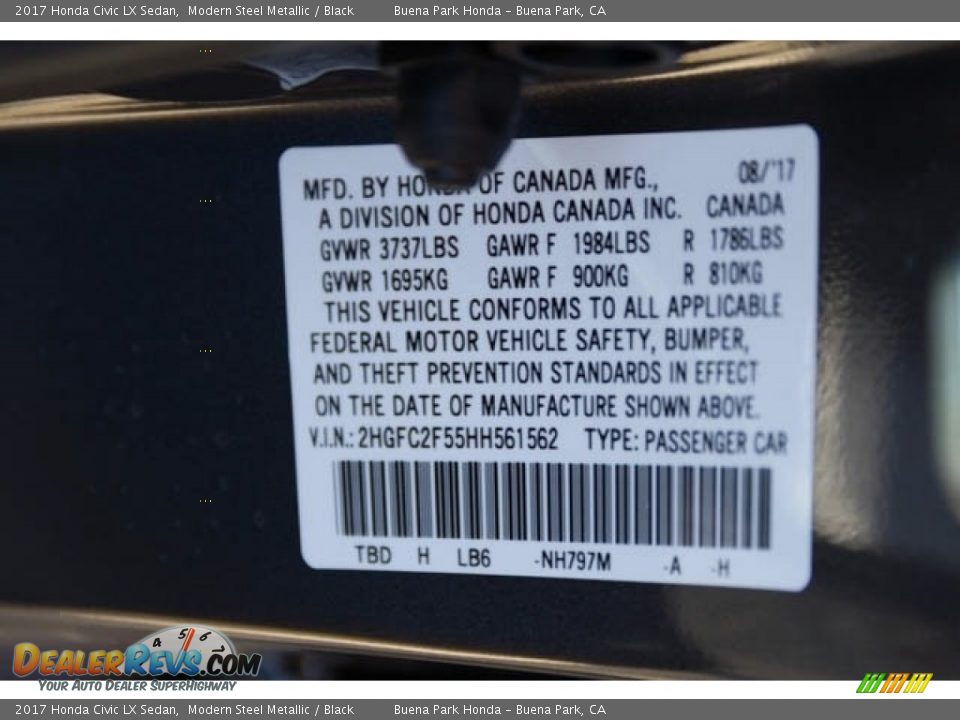 2017 Honda Civic LX Sedan, Modern Steel Metallic / Black Buena Park Honda - Buena Park, CA
MFD. BY HONDA OF CANADA MFG., 08/'17
A DIVISION OF HONDA CANADA INC. CANADA
GVWR 3737LBS GAWR F 1984LBS R 1786LBS
GVWR 1695KG GAWR F 900KG R 810KG
THIS VEHICLE CONFORMS TO ALL APPLICABLE
FEDERAL MOTOR VEHICLE SAFETY, BUMPER,
AND THEFT PREVENTION STANDARDS IN EFFECT
ON THE DATE OF MANUFACTURE SHOWN ABOVE.
V.I.N.: 2HGFC2F55HH561562 TYPE: PASSENGER CAR
TBD H LB6 -NH797M -A -H
4 5 6
DEALERREVS.COM
YOUR AUTO DEALER SUPERHIGHWAY
2017 Honda Civic LX Sedan, Modern Steel Metallic / Black Buena Park Honda - Buena Park, CA